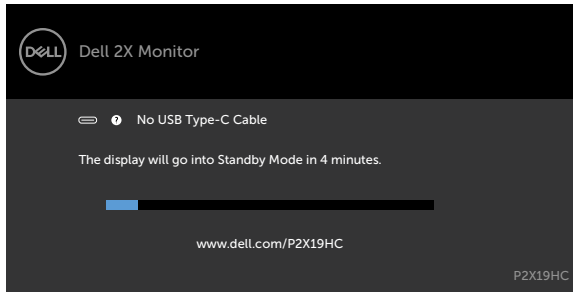 DELL
Dell 2X Monitor
? No USB Type-C Cable
The display will go into Standby Mode in 4 minutes.
www.dell.com/P2X19HC
P2X19HC